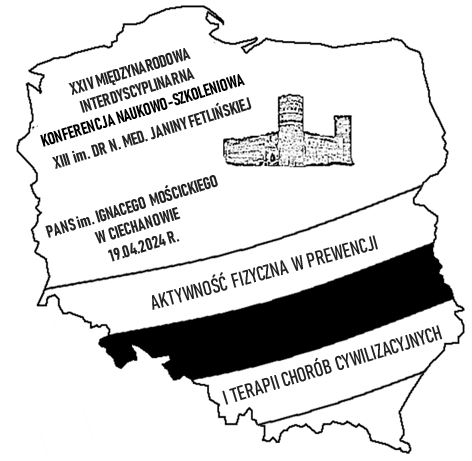 XXIV MIĘDZYNARODOWA
INTERDYSCYPLINARNA
KONFERENCJA NAUKOWO-SZKOLENIOWA
XIII im. DR N. MED. JANINY FETLIŃSKIEJ
PANS im. IGNACEGO MOŚCICKIEGO
W CIECHANOWIE
19.04.2024 R.
AKTYWNOŚĆ FIZYCZNA W PREWENCJI
I TERAPII CHORÓB CYWILIZACYJNYCH